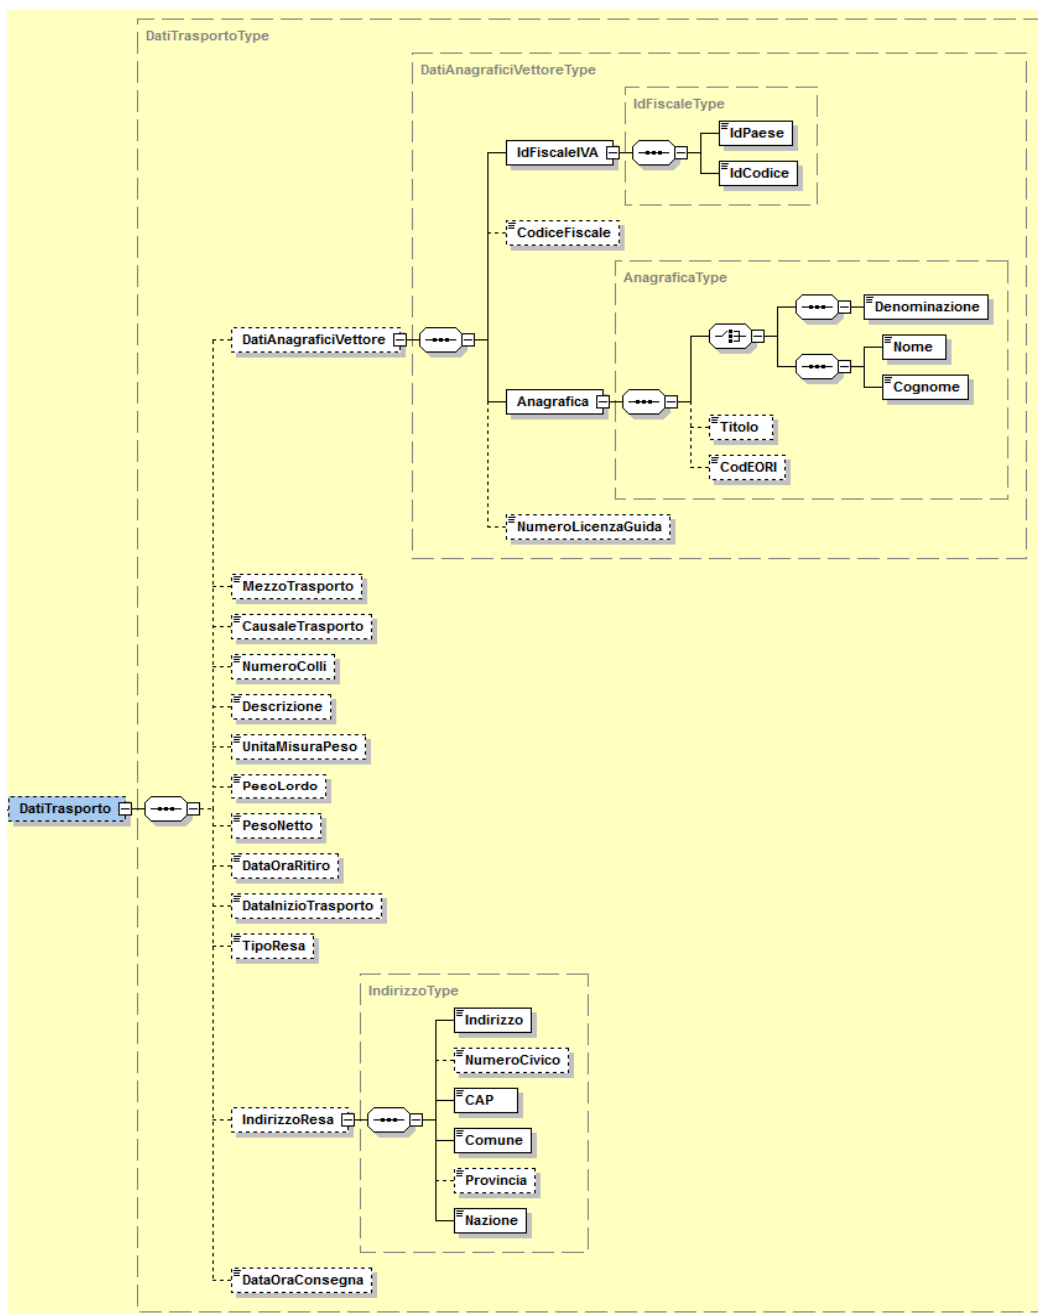 DatiTrasportoType
DatiAnagraficiVettoreType
IdFiscaleType
IdPaese
IdFiscaleIVA
IdCodice
CodiceFiscale
AnagraficaType
Denominazione
DatiAnagraficiVettore
Nome
Cognome
Anagrafica
Titolo
CodEORI
NumeroLicenzaGuida
MezzoTrasporto
CausaleTrasporto
NumeroColli
Descrizione
UnitaMisuraPeso
PesoLordo
DatiTrasporto
PesoNetto
DataOraRitiro
DataInizioTrasporto
TipoResa
IndirizzoType
Indirizzo
NumeroCivico
CAP
IndirizzoResa
Comune
Provincia
Nazione
DataOraConsegna